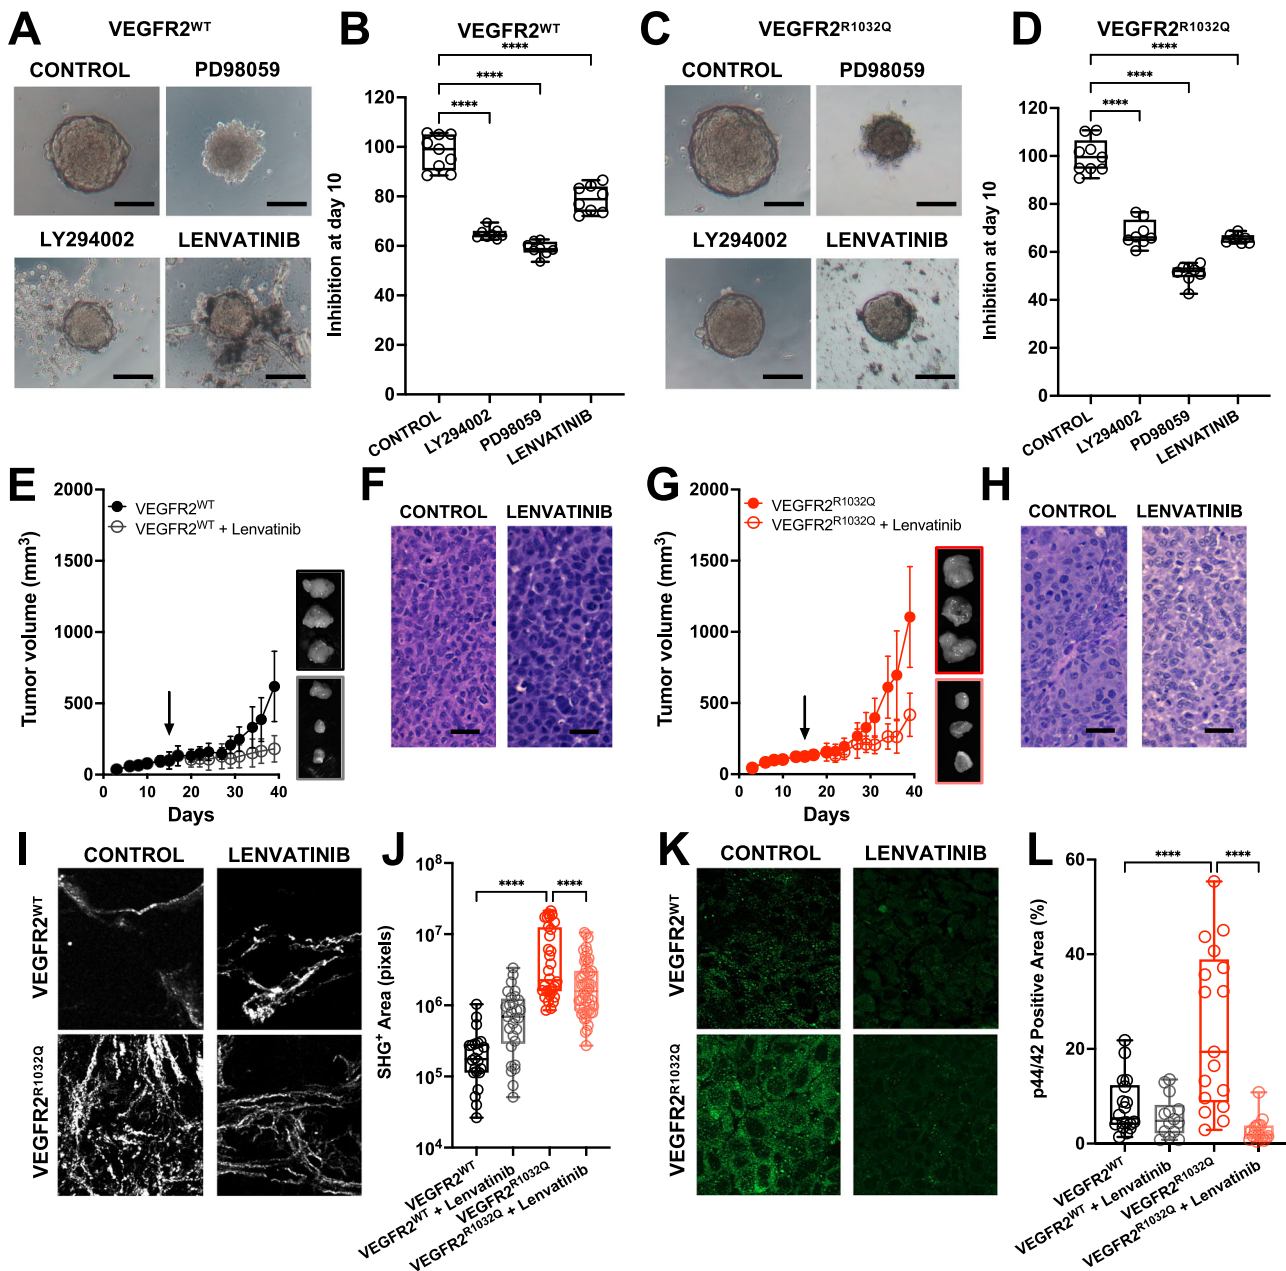 A
VEGFR2WT
CONTROL
PD98059
LY294002
LENVATINIB
B
VEGFR2WT
****
****
****
Inhibition at day 10
120
100
80
60
40
20
0
CONTROL
LY294002
PD98059
LENVATINIB
C
VEGFR2R1032Q
CONTROL
PD98059
LY294002
LENVATINIB
D
VEGFR2R1032Q
****
****
****
Inhibition at day 10
120
100
80
60
40
20
0
CONTROL
LY294002
PD98059
LENVATINIB
E
Tumor volume (mm3)
2000
1500
1000
500
0
VEGFR2WT
VEGFR2WT + Lenvatinib
0
10
20
30
40
Days
F
CONTROL
LENVATINIB
G
Tumor volume (mm3)
2000
1500
1000
500
0
VEGFR2R1032Q
VEGFR2R1032Q + Lenvatinib
0
10
20
30
40
Days
H
CONTROL
LENVATINIB
I
CONTROL
LENVATINIB
VEGFR2WT
VEGFR2R1032Q
J
SHG+ Area (pixels)
108
107
106
105
104
****
****
VEGFR2WT
VEGFR2WT + Lenvatinib
VEGFR2R1032Q
VEGFR2R1032Q + Lenvatinib
K
CONTROL
LENVATINIB
VEGFR2WT
VEGFR2R1032Q
L
p44/42 Positive Area (%)
60
40
20
0
****
****
VEGFR2WT
VEGFR2WT + Lenvatinib
VEGFR2R1032Q
VEGFR2R1032Q + Lenvatinib